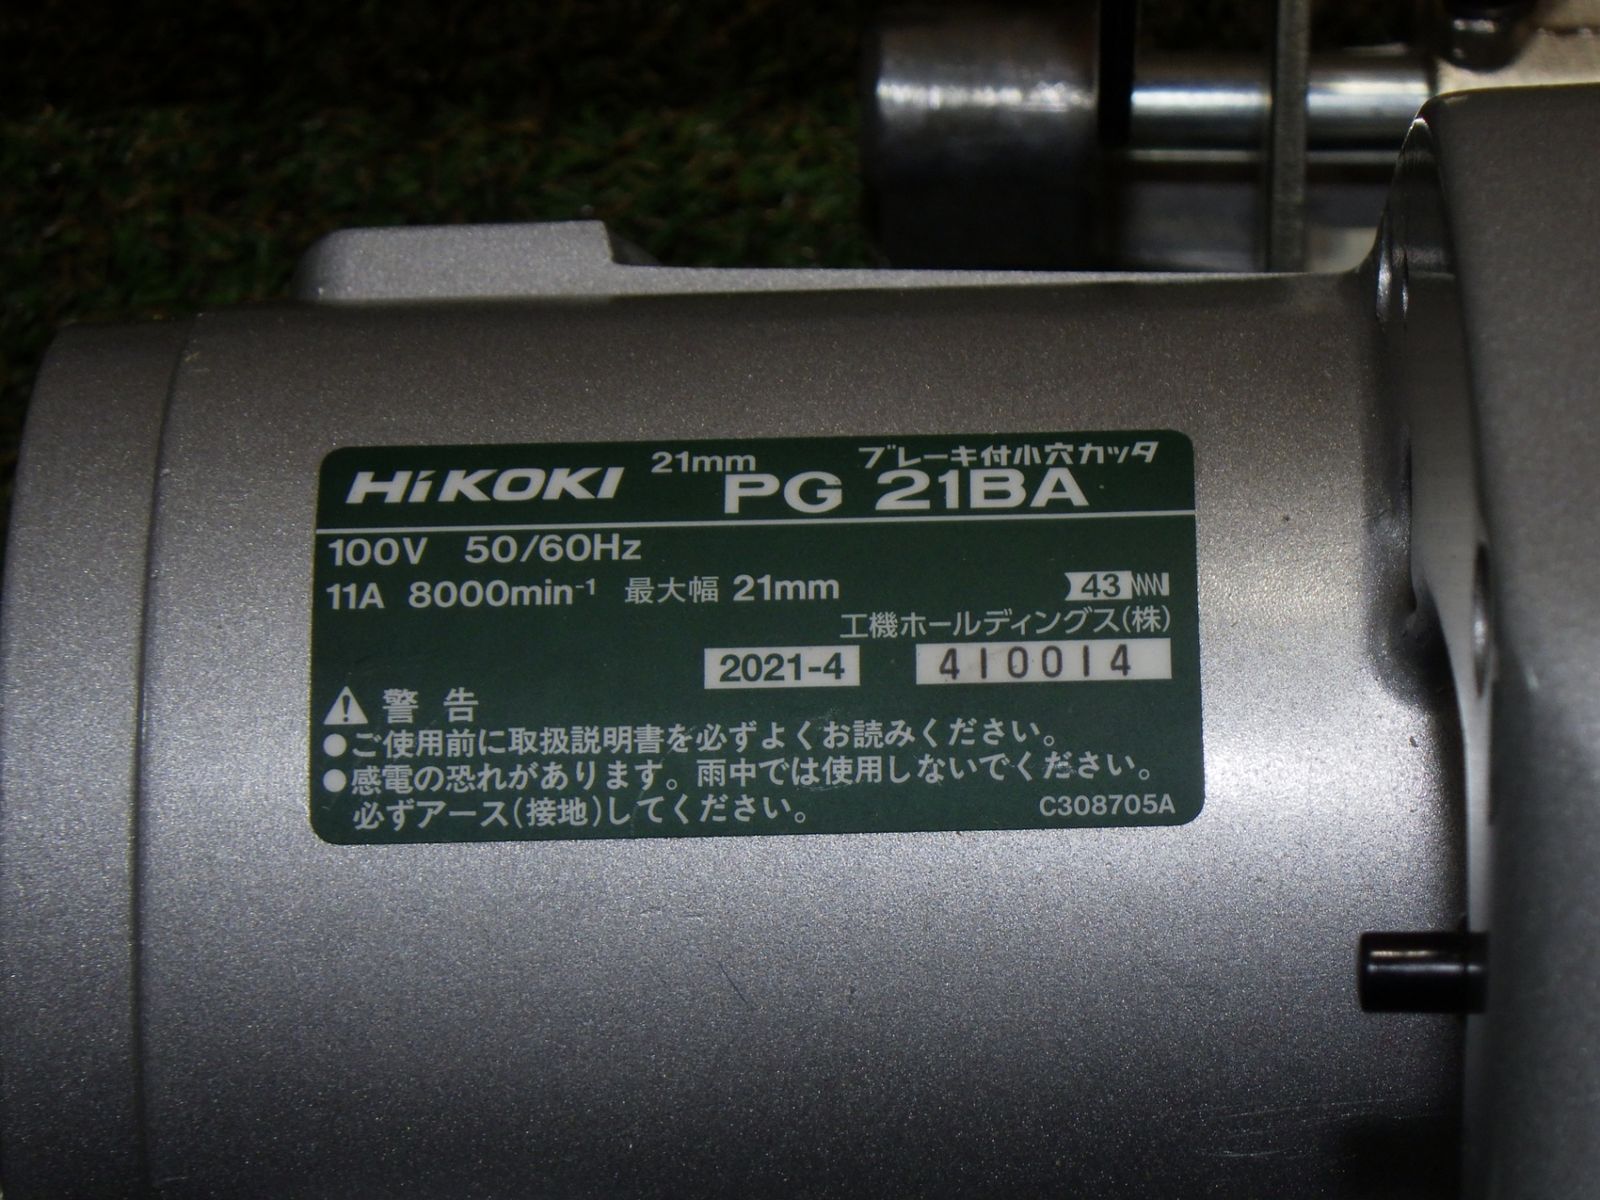 HiKOKI 21mm ブレーキ付小穴カッタ
PG 21BA
100V 50/60Hz
11A 8000min-1 最大幅 21mm 43
工機ホールディングス(株)
2021-4 410014
警告
●ご使用前に取扱説明書を必ずよくお読みください。
●感電の恐れがあります。雨中では使用しないでください。
必ずアース(接地)してください。 C308705A